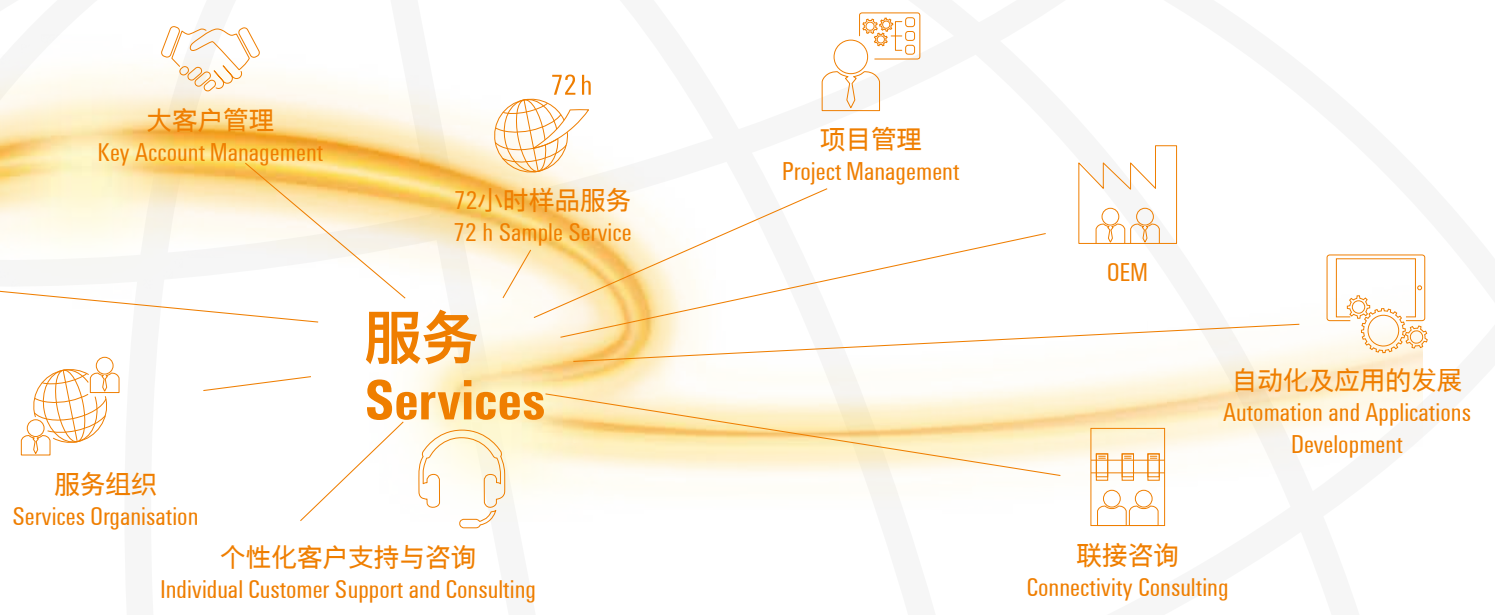 大客户管理
Key Account Management
72 h
72小时样品服务
72 h Sample Service
项目管理
Project Management
OEM
自动化及应用的发展
Automation and Applications
Development
服务
Services
服务组织
Services Organisation
个性化客户支持与咨询
Individual Customer Support and Consulting
联接咨询
Connectivity Consulting